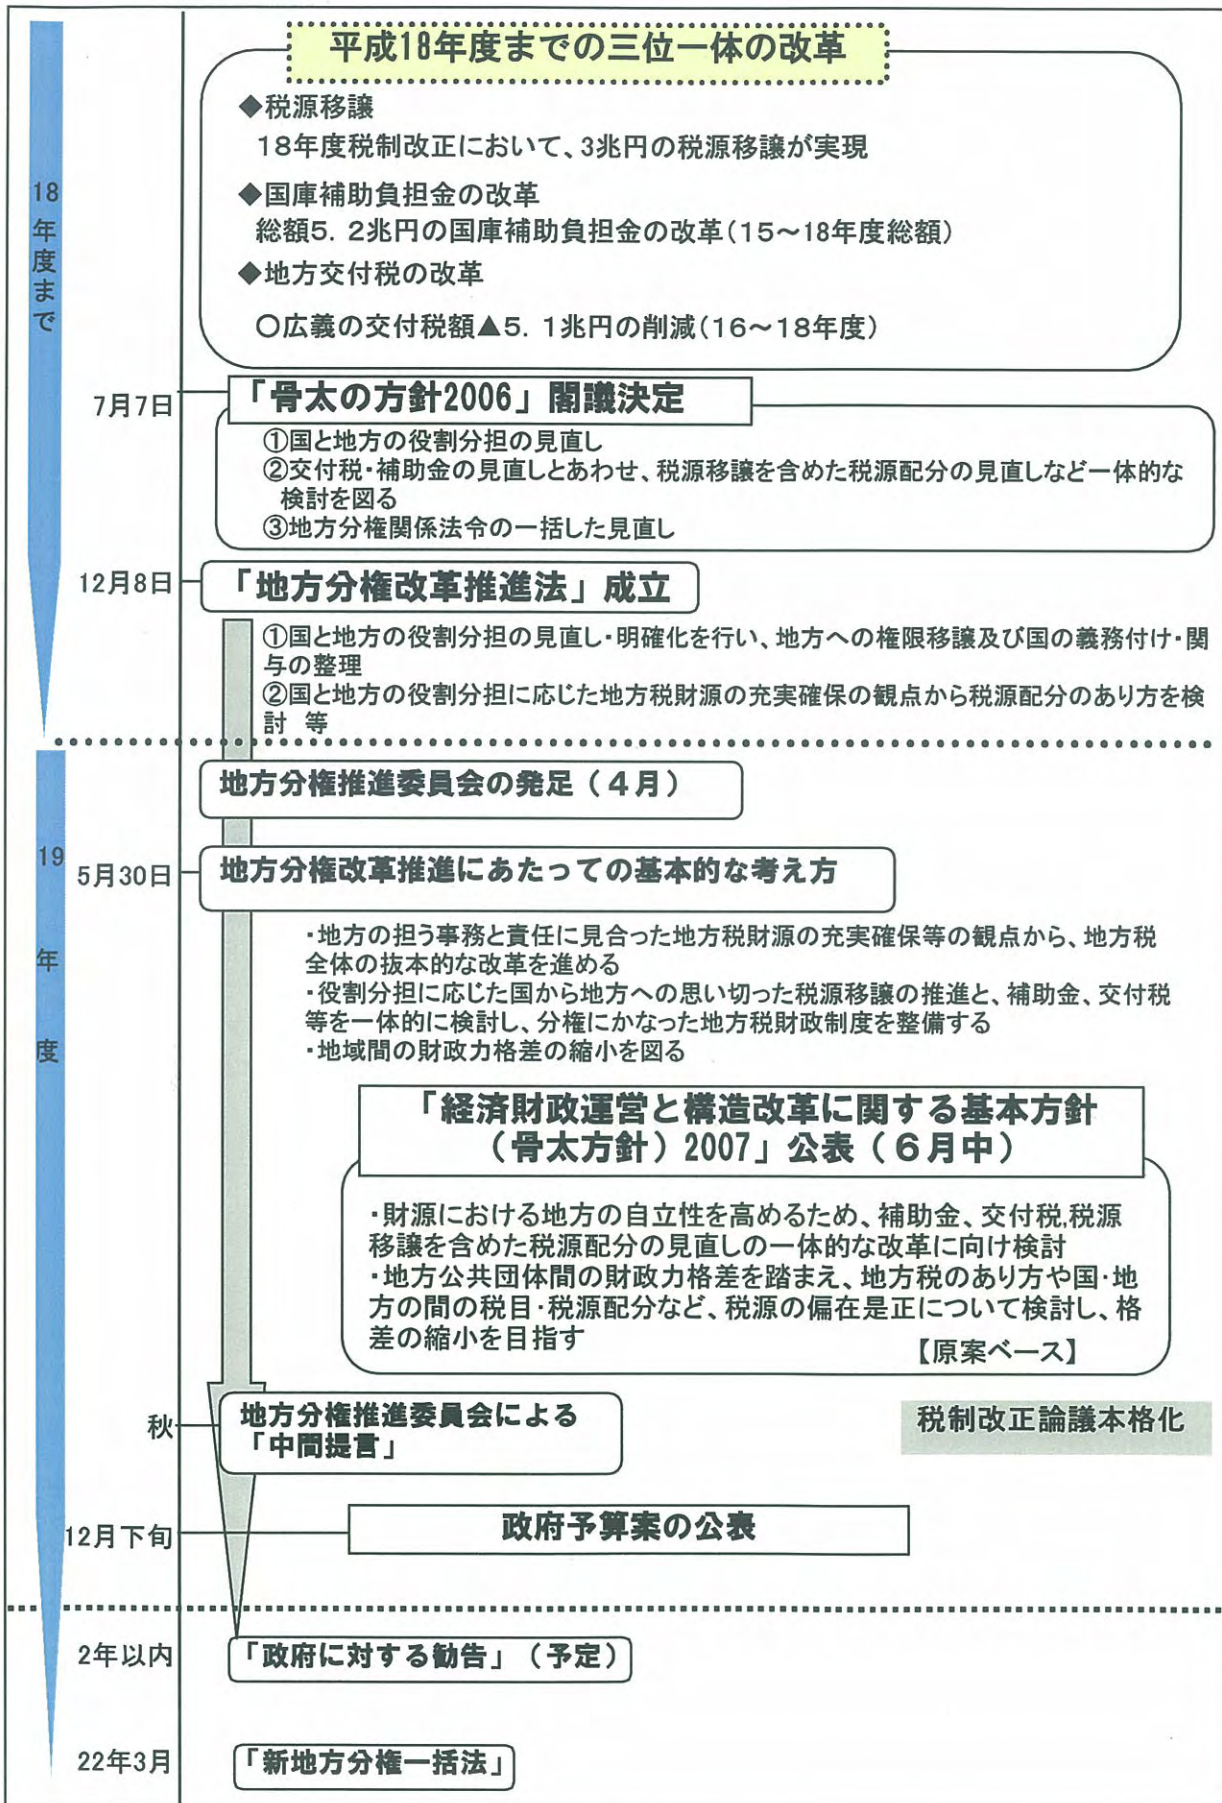 平成18年度までの三位一体の改革
◆税源移譲
18年度税制改正において、3兆円の税源移譲が実現
◆国庫補助負担金の改革
総額5．2兆円の国庫補助負担金の改革(15～18年度総額)
◆地方交付税の改革
〇広義の交付税額▲5．1兆円の削減(16～18年度)
18年度まで
7月7日
「骨太の方針2006」閣議決定
①国と地方の役割分担の見直し
②交付税・補助金の見直しとあわせ、税源移譲を含めた税源配分の見直しなど一体的な
検討を図る
③地方分権関係法令の一括した見直し
12月8日
「地方分権改革推進法」成立
①国と地方の役割分担の見直し・明確化を行い、地方への権限移譲及び国の義務付け・関
与の整理
②国と地方の役割分担に応じた地方税財源の充実確保の観点から税源配分のあり方を検
討 等
19年度
地方分権推進委員会の発足（4月）
5月30日
地方分権改革推進にあたっての基本的な考え方
・地方の担う事務と責任に見合った地方税財源の充実確保等の観点から、地方税
全体の抜本的な改革を進める
・役割分担に応じた国から地方への思い切った税源移譲の推進と、補助金、交付税
等を一体的に検討し、分権にかなった地方税財政制度を整備する
・地域間の財政力格差の縮小を図る
「経済財政運営と構造改革に関する基本方針
（骨太方針）2007」公表（6月中）
・財源における地方の自立性を高めるため、補助金、交付税,税源
移譲を含めた税源配分の見直しの一体的な改革に向け検討
・地方公共団体間の財政力格差を踏まえ、地方税のあり方や国・地
方の間の税目・税源配分など、税源の偏在是正について検討し、格
差の縮小を目指す
【原案ベース】
秋
地方分権推進委員会による
「中間提言」
税制改正論議本格化
12月下旬
政府予算案の公表
2年以内
「政府に対する勧告」（予定）
22年3月
「新地方分権一括法」